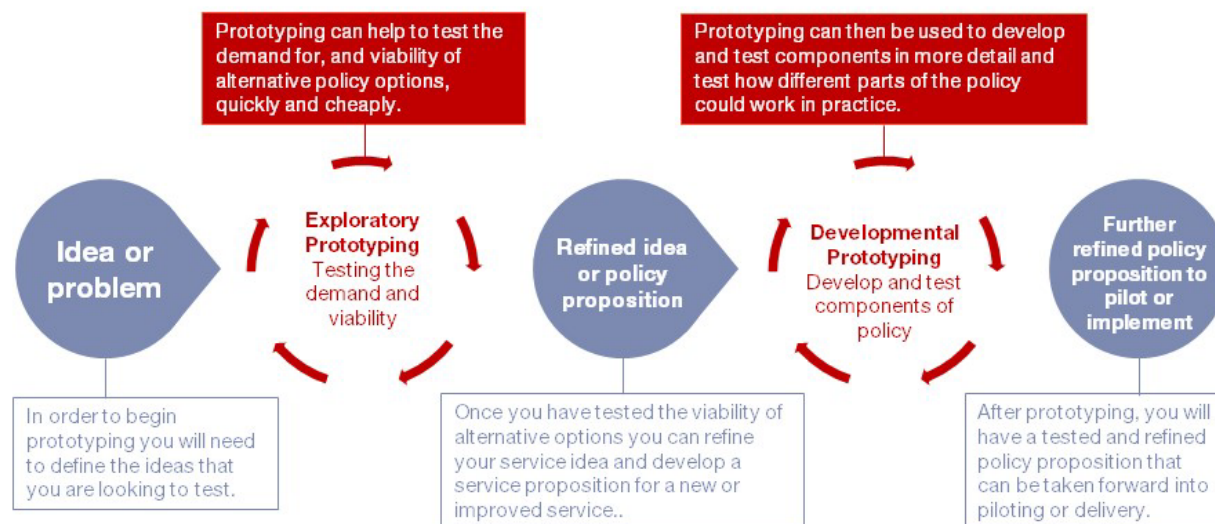 Prototyping can help to test the
demand for, and viability of
alternative policy options,
quickly and cheaply.
Prototyping can then be used to develop
and test components in more detail and
test how different parts of the policy
could work in practice.
Idea or
problem
Exploratory
Prototyping
Testing the
demand and
viability
Refined idea
or policy
proposition
Developmental
Prototyping
Develop and test
components of
policy
Further
refined policy
proposition to
pilot or
implement
In order to begin
prototyping you will need
to define the ideas that
you are looking to test.
Once you have tested the viability of
alternative options you can refine
your service idea and develop a
service proposition for a new or
improved service..
After prototyping, you will
have a tested and refined
policy proposition that
can be taken forward into
piloting or delivery.